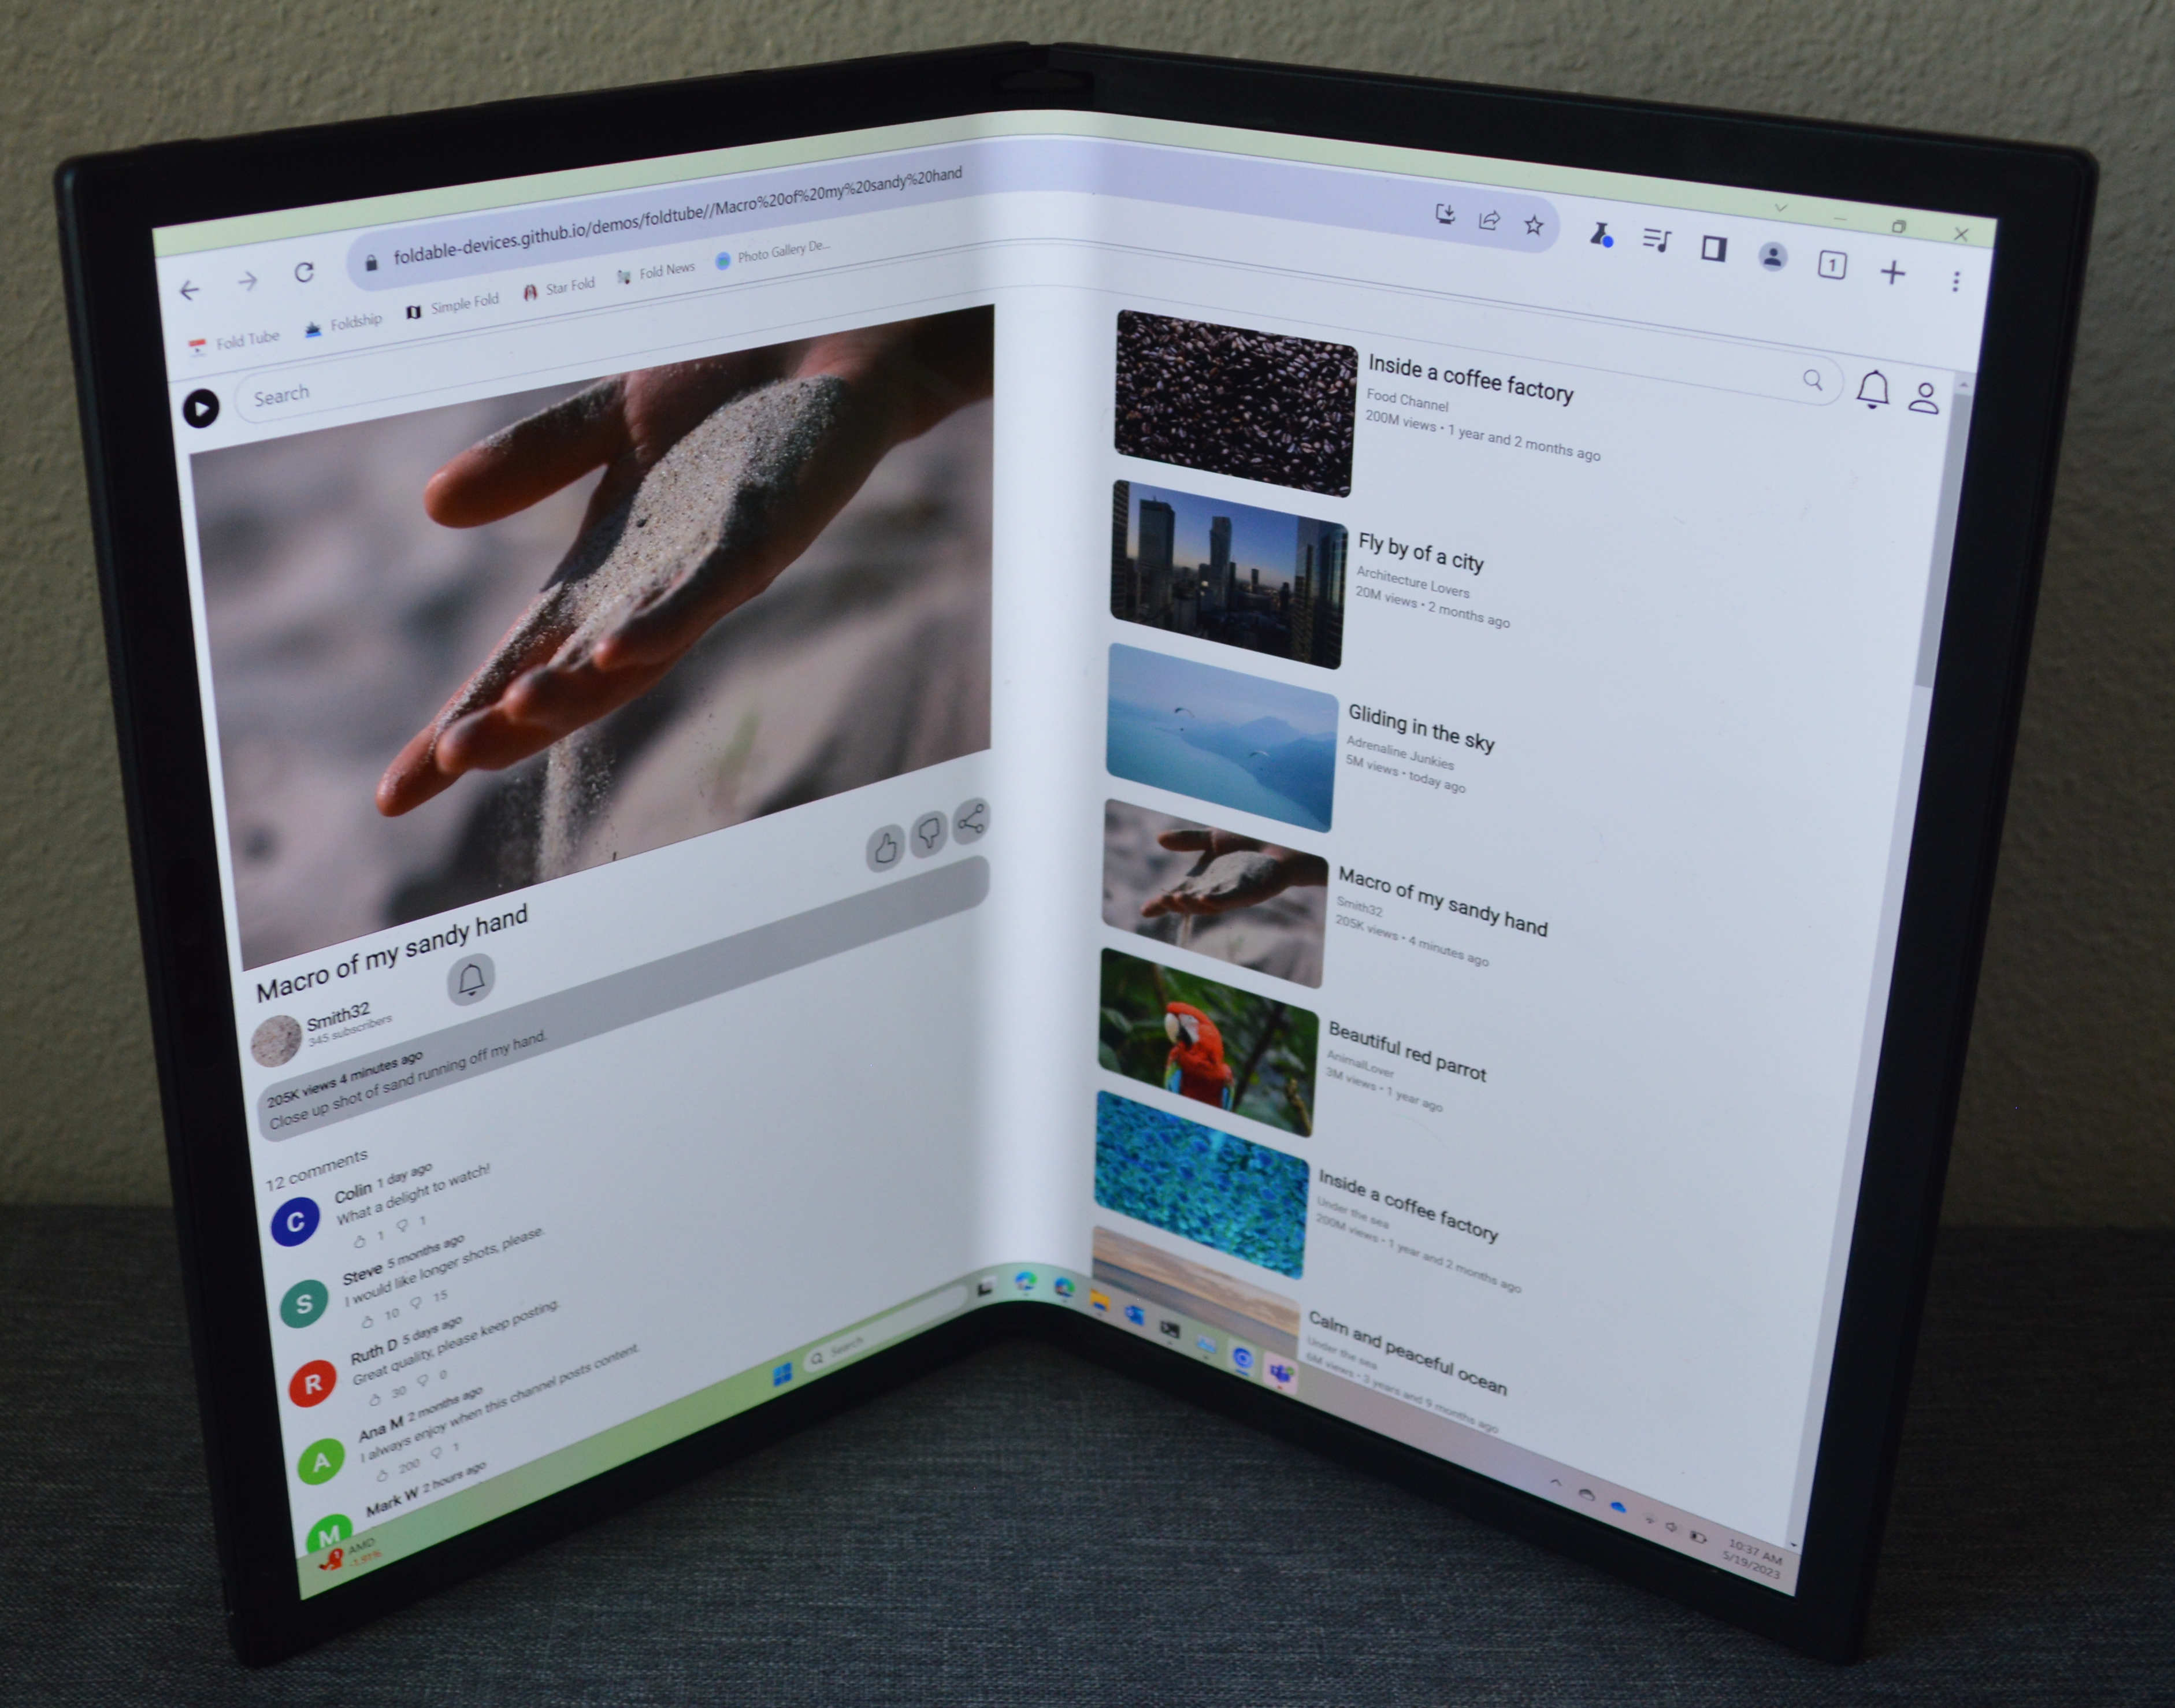 foldable-devices.github.io/demos/foldtube//Macro%20of%20my%20sandy%20hand
1
Fold Tube
Foldship
Simple Fold
Star Fold
Fold News
Photo Gallery De...
Search
Macro of my sandy hand
Smith32
345 subscribers
205K views 4 minutes ago
Close up shot of sand running off my hand.
12 comments
C
Colin 1 day ago
What a delight to watch!
1 1
S
Steve 5 months ago
I would like longer shots, please.
10 15
R
Ruth D 5 days ago
Great quality, please keep posting.
30 0
A
Ana M 2 months ago
I always enjoy when this channel posts content.
200 1
M
Mark W 2 hours ago
Inside a coffee factory
Food Channel
200M views • 1 year and 2 months ago
Fly by of a city
Architecture Lovers
20M views • 2 months ago
Gliding in the sky
Adrenaline Junkies
5M views • today ago
Macro of my sandy hand
Smith32
205K views • 4 minutes ago
Beautiful red parrot
AnimalLover
3M views • 1 year ago
Inside a coffee factory
Under the sea
200M views • 1 year and 2 months ago
Calm and peaceful ocean
Under the sea
6M views • 3 years and 9 months ago
AMD
-1.91%
Search
10:37 AM
5/19/2023